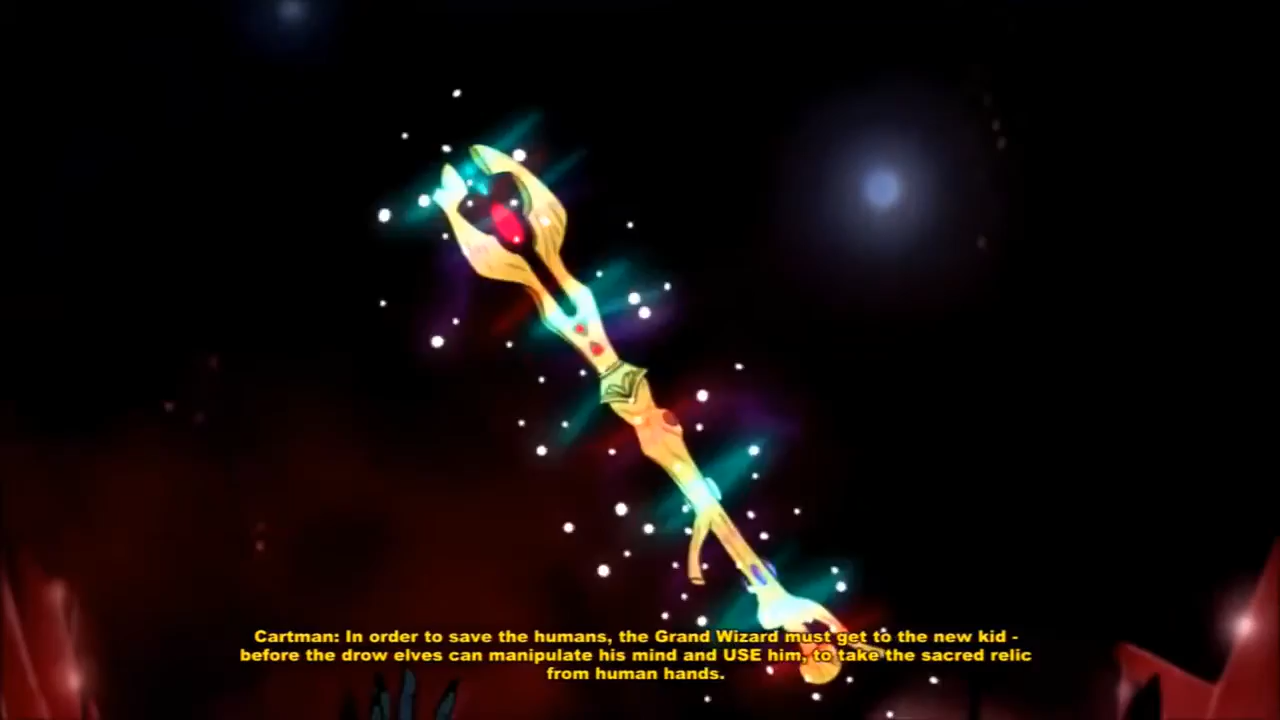 Cartman: In order to save the humans, the Grand Wizard must get to the new kid -
before the drow elves can manipulate his mind and USE him, to take the sacred relic
from human hands.